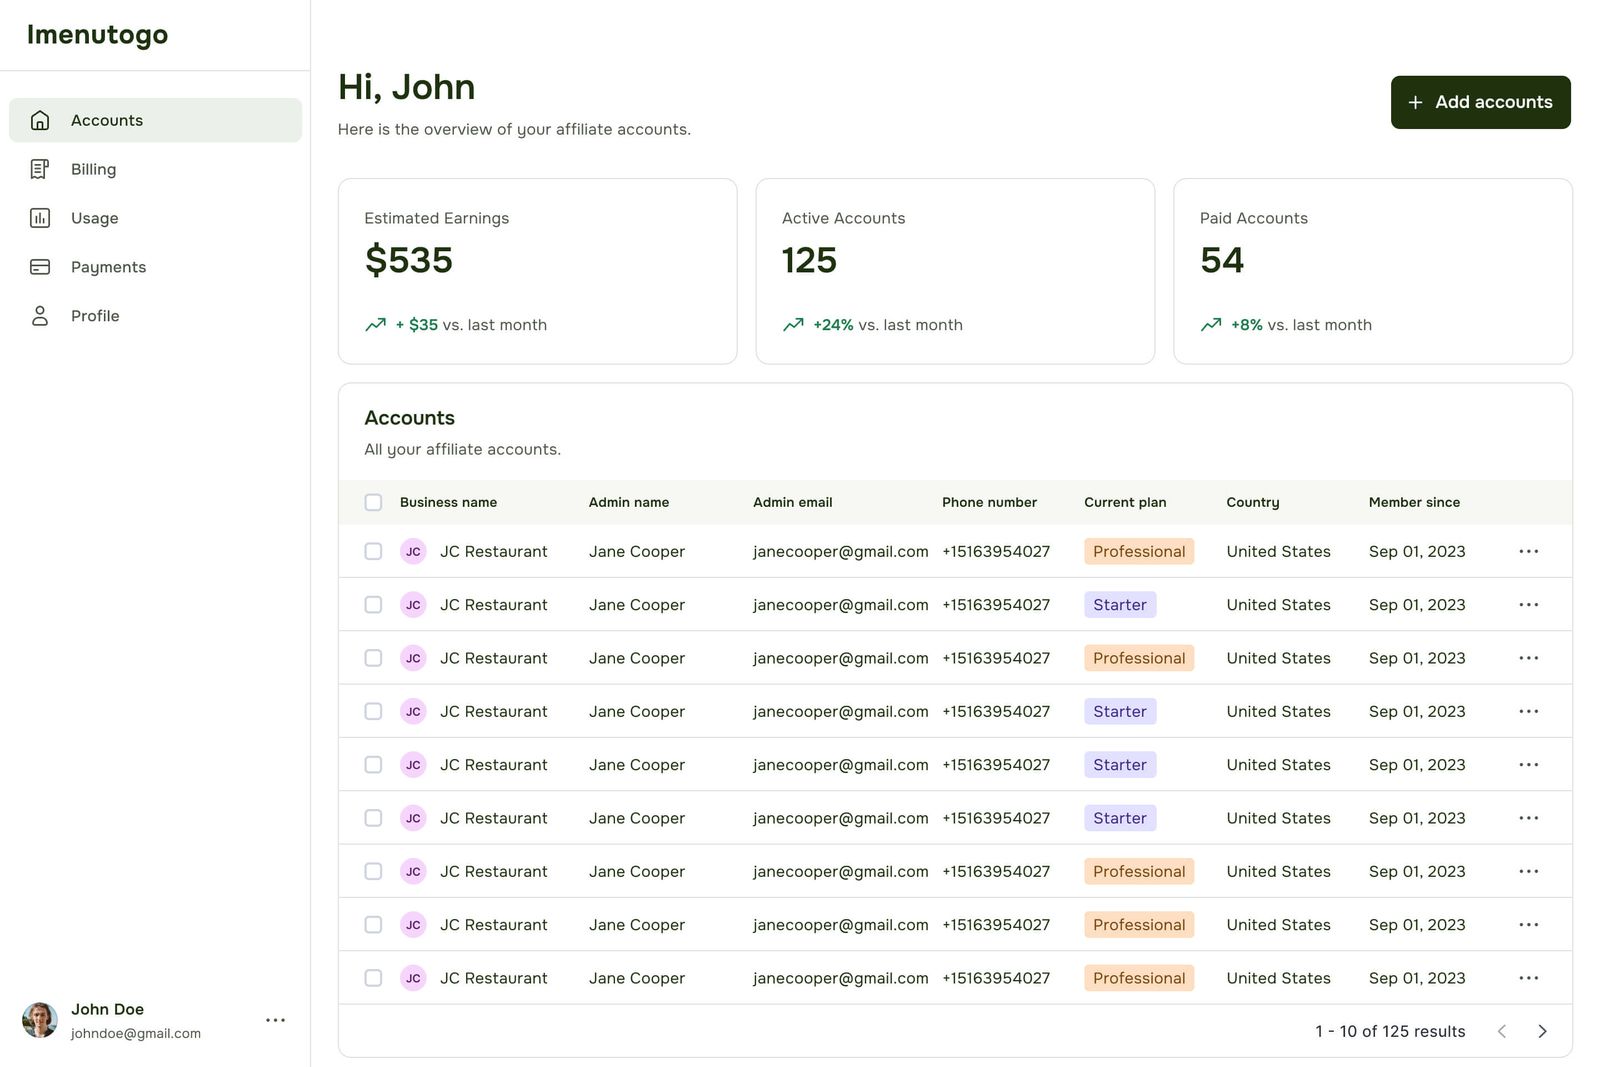 Imenutogo
Accounts
Billing
Usage
Payments
Profile
John Doe
johndoe@gmail.com
Hi, John
Here is the overview of your affiliate accounts.
+ Add accounts
Estimated Earnings
$535
+ $35 vs. last month
Active Accounts
125
+24% vs. last month
Paid Accounts
54
+8% vs. last month
Accounts
All your affiliate accounts.
Business name Admin name Admin email Phone number Current plan Country Member since
JC JC Restaurant Jane Cooper janecooper@gmail.com +15163954027 Professional United States Sep 01, 2023
JC JC Restaurant Jane Cooper janecooper@gmail.com +15163954027 Starter United States Sep 01, 2023
JC JC Restaurant Jane Cooper janecooper@gmail.com +15163954027 Professional United States Sep 01, 2023
JC JC Restaurant Jane Cooper janecooper@gmail.com +15163954027 Starter United States Sep 01, 2023
JC JC Restaurant Jane Cooper janecooper@gmail.com +15163954027 Starter United States Sep 01, 2023
JC JC Restaurant Jane Cooper janecooper@gmail.com +15163954027 Starter United States Sep 01, 2023
JC JC Restaurant Jane Cooper janecooper@gmail.com +15163954027 Professional United States Sep 01, 2023
JC JC Restaurant Jane Cooper janecooper@gmail.com +15163954027 Professional United States Sep 01, 2023
JC JC Restaurant Jane Cooper janecooper@gmail.com +15163954027 Professional United States Sep 01, 2023
1 - 10 of 125 results